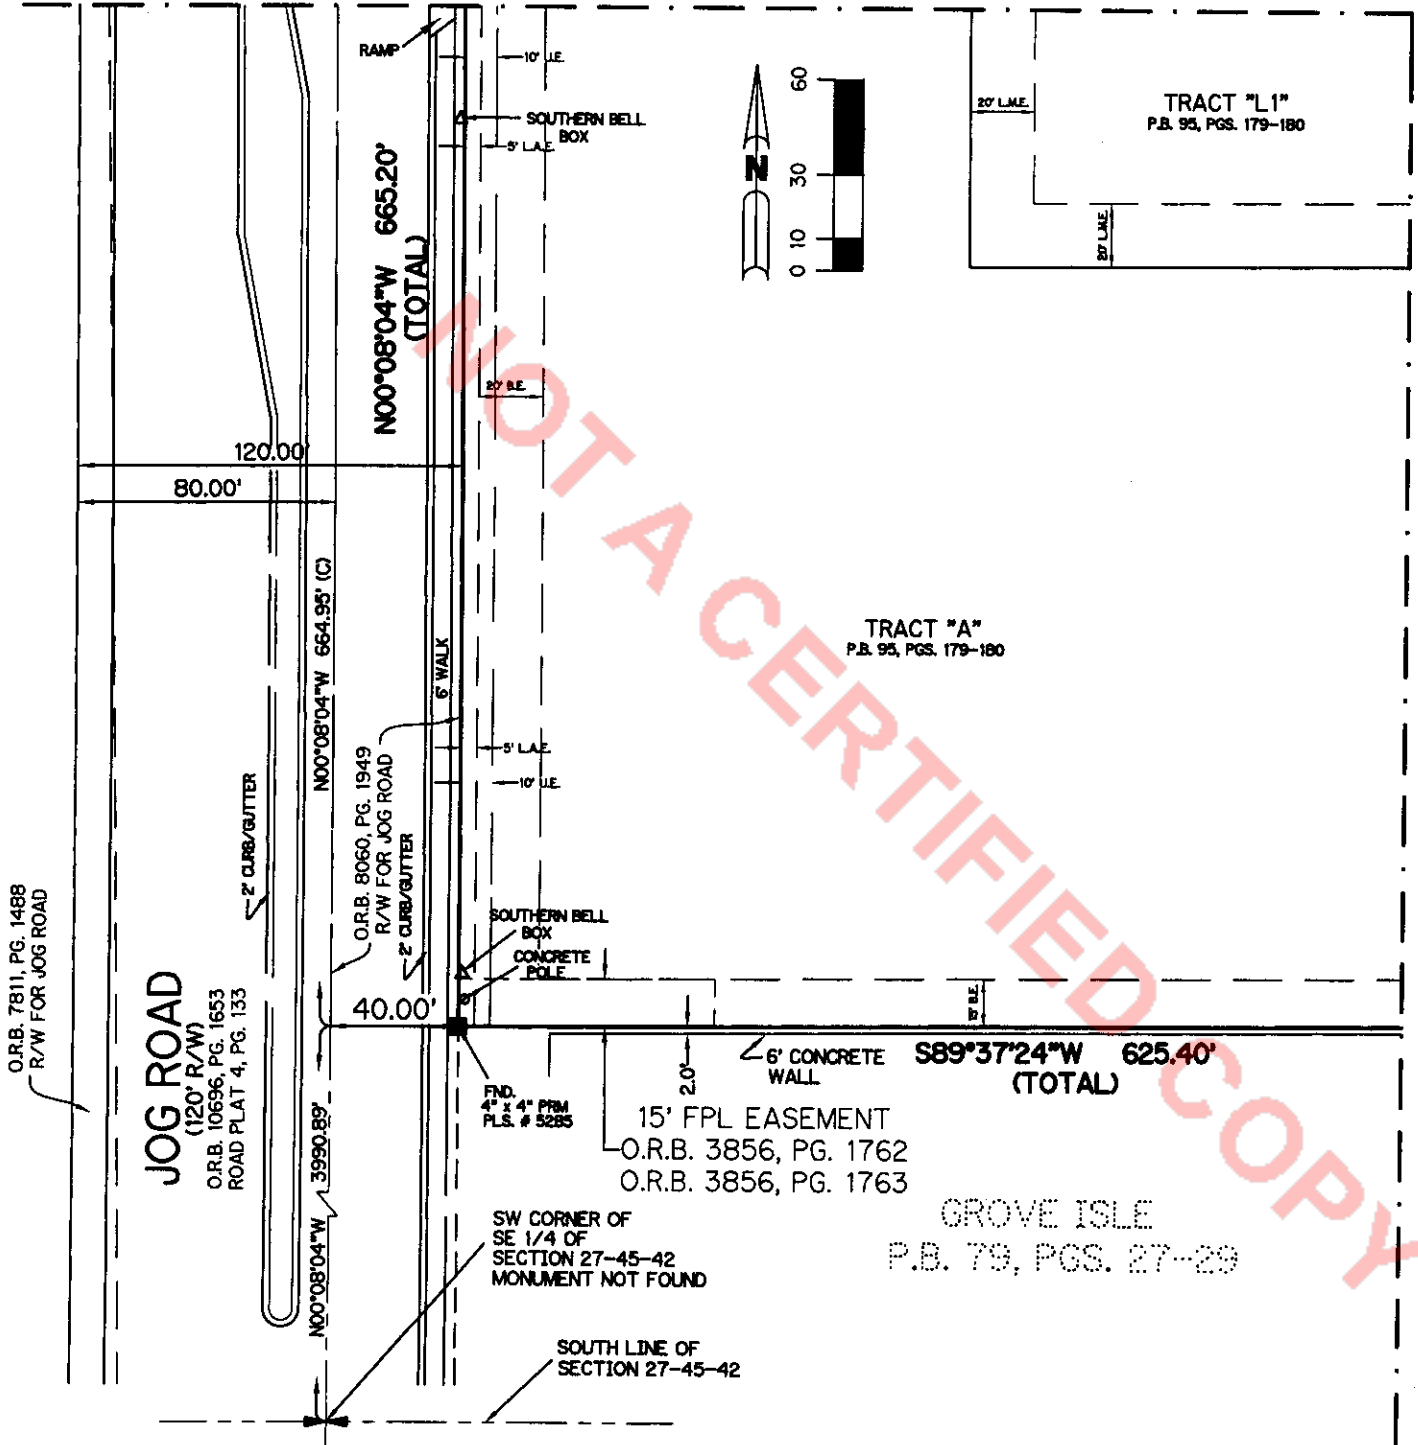 RAMP
10' U.E.
SOUTHERN BELL
BOX
5' L.A.E.
N00°08'04"W 665.20'
(TOTAL)
N
60
30
10
0
20' L.M.E.
TRACT "L1"
P.B. 95, PGS. 179-180
20' L.M.E.
20' B.E.
120.00'
80.00'
N00°08'04"W 664.95' (C)
6' WALK
TRACT "A"
P.B. 95, PGS. 179-180
5' L.A.E.
10' U.E.
2' CURB/GUTTER
O.R.B. 8060, PG. 1949
R/W FOR JOG ROAD
2' CURB/GUTTER
O.R.B. 7811, PG. 1488
R/W FOR JOG ROAD
SOUTHERN BELL
BOX
CONCRETE
POLE
JOG ROAD
(120' R/W)
O.R.B. 10696, PG. 1653
ROAD PLAT 4, PG. 133
40.00'
B.E.
2.0'
6' CONCRETE
WALL
S89°37'24"W 625.40'
(TOTAL)
FND.
4" x 4" PRM
PLS. # 5285
15' FPL EASEMENT
O.R.B. 3856, PG. 1762
O.R.B. 3856, PG. 1763
N00°08'04"W 3990.89'
GROVE ISLE
P.B. 79, PGS. 27-29
SW CORNER OF
SE 1/4 OF
SECTION 27-45-42
MONUMENT NOT FOUND
SOUTH LINE OF
SECTION 27-45-42
NOT A CERTIFIED COPY